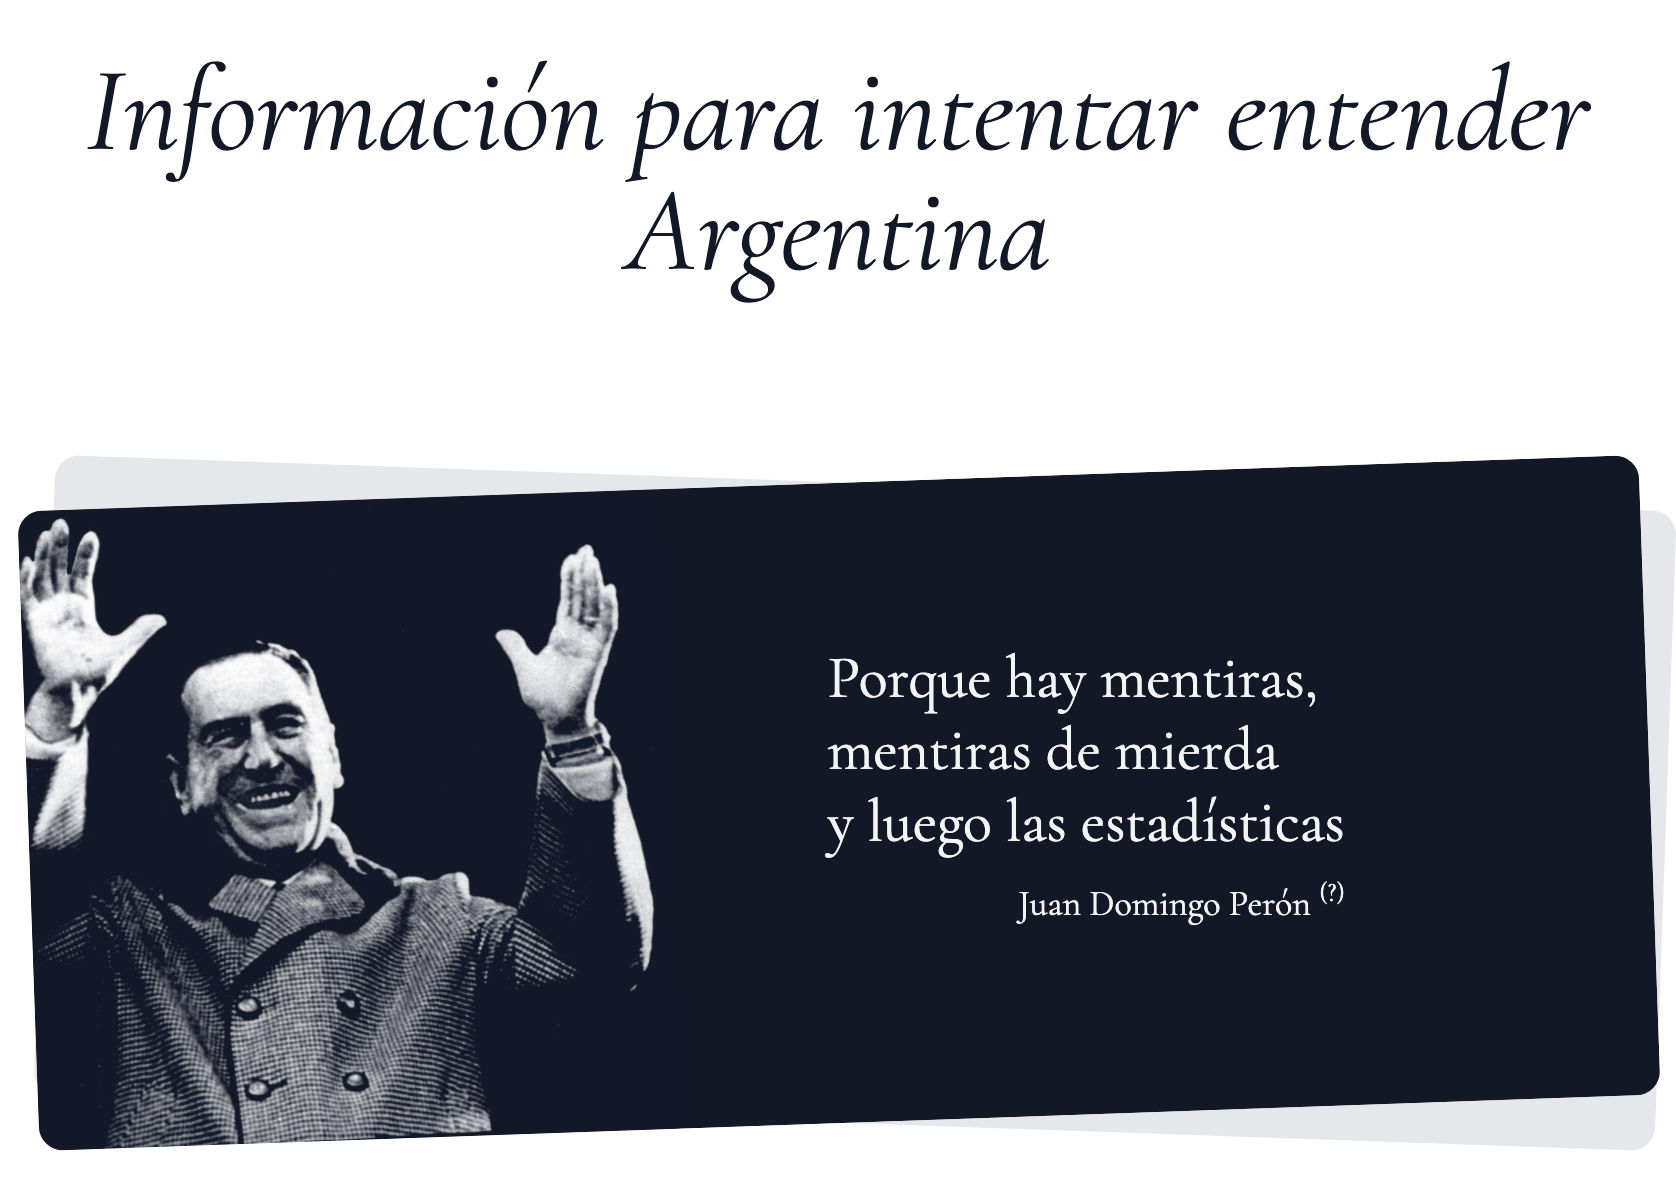 Información para intentar entender
Argentina
Porque hay mentiras,
mentiras de mierda
y luego las estadísticas
Juan Domingo Perón (?)